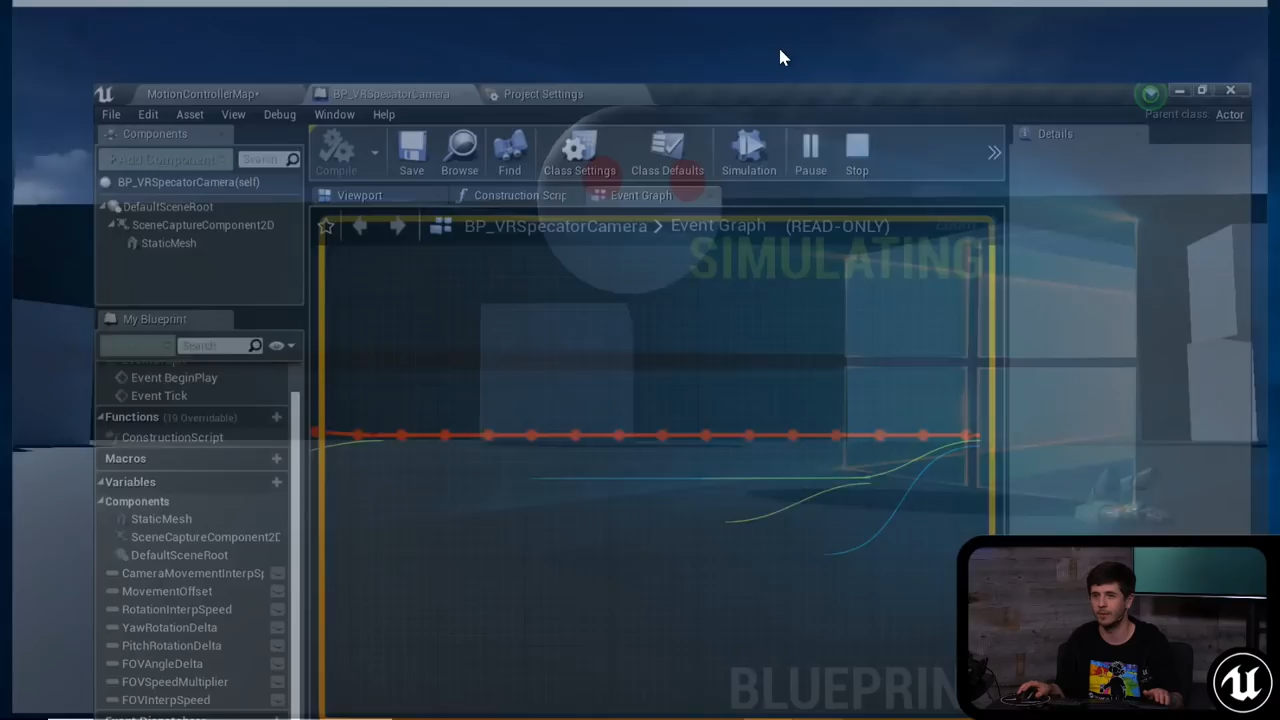 MotionControllerMap*
BP_VRSpecatorCamera
Project Settings
File Edit Asset View Debug Window Help
Parent class: Actor
Components
Add Component
Search
Compile
Save
Browse
Find
Class Settings
Class Defaults
Simulation
Pause
Stop
Details
BP_VRSpecatorCamera(self)
Viewport
Construction Scrip
Event Graph
DefaultSceneRoot
SceneCaptureComponent2D
StaticMesh
BP_VRSpecatorCamera > Event Graph (READ-ONLY)
SIMULATING
My Blueprint
Search
Event BeginPlay
Event Tick
Functions (19 Overridable)
ConstructionScript
Macros
Variables
Components
StaticMesh
SceneCaptureComponent2D
DefaultSceneRoot
CameraMovementInterpSp
MovementOffset
RotationInterpSpeed
YawRotationDelta
PitchRotationDelta
FOVAngleDelta
FOVSpeedMultiplier
FOVInterpSpeed
BLUEPRIN